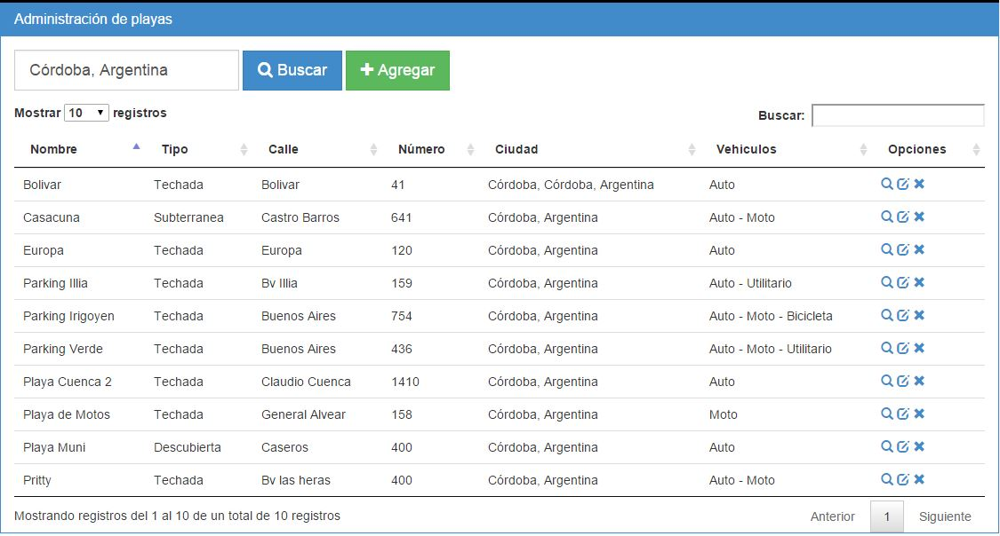 Administración de playas
Córdoba, Argentina Buscar Agregar
Mostrar 10 registros Buscar:
Nombre Tipo Calle Número Ciudad Vehiculos Opciones
Bolivar Techada Bolivar 41 Córdoba, Córdoba, Argentina Auto
Casacuna Subterranea Castro Barros 641 Córdoba, Argentina Auto - Moto
Europa Techada Europa 120 Córdoba, Argentina Auto
Parking Illia Techada Bv Illia 159 Córdoba, Argentina Auto - Utilitario
Parking Irigoyen Techada Buenos Aires 754 Córdoba, Argentina Auto - Moto - Bicicleta
Parking Verde Techada Buenos Aires 436 Córdoba, Argentina Auto - Moto - Utilitario
Playa Cuenca 2 Techada Claudio Cuenca 1410 Córdoba, Argentina Auto
Playa de Motos Techada General Alvear 158 Córdoba, Argentina Moto
Playa Muni Descubierta Caseros 400 Córdoba, Argentina Auto
Pritty Techada Bv las heras 400 Córdoba, Argentina Auto - Moto
Mostrando registros del 1 al 10 de un total de 10 registros Anterior 1 Siguiente